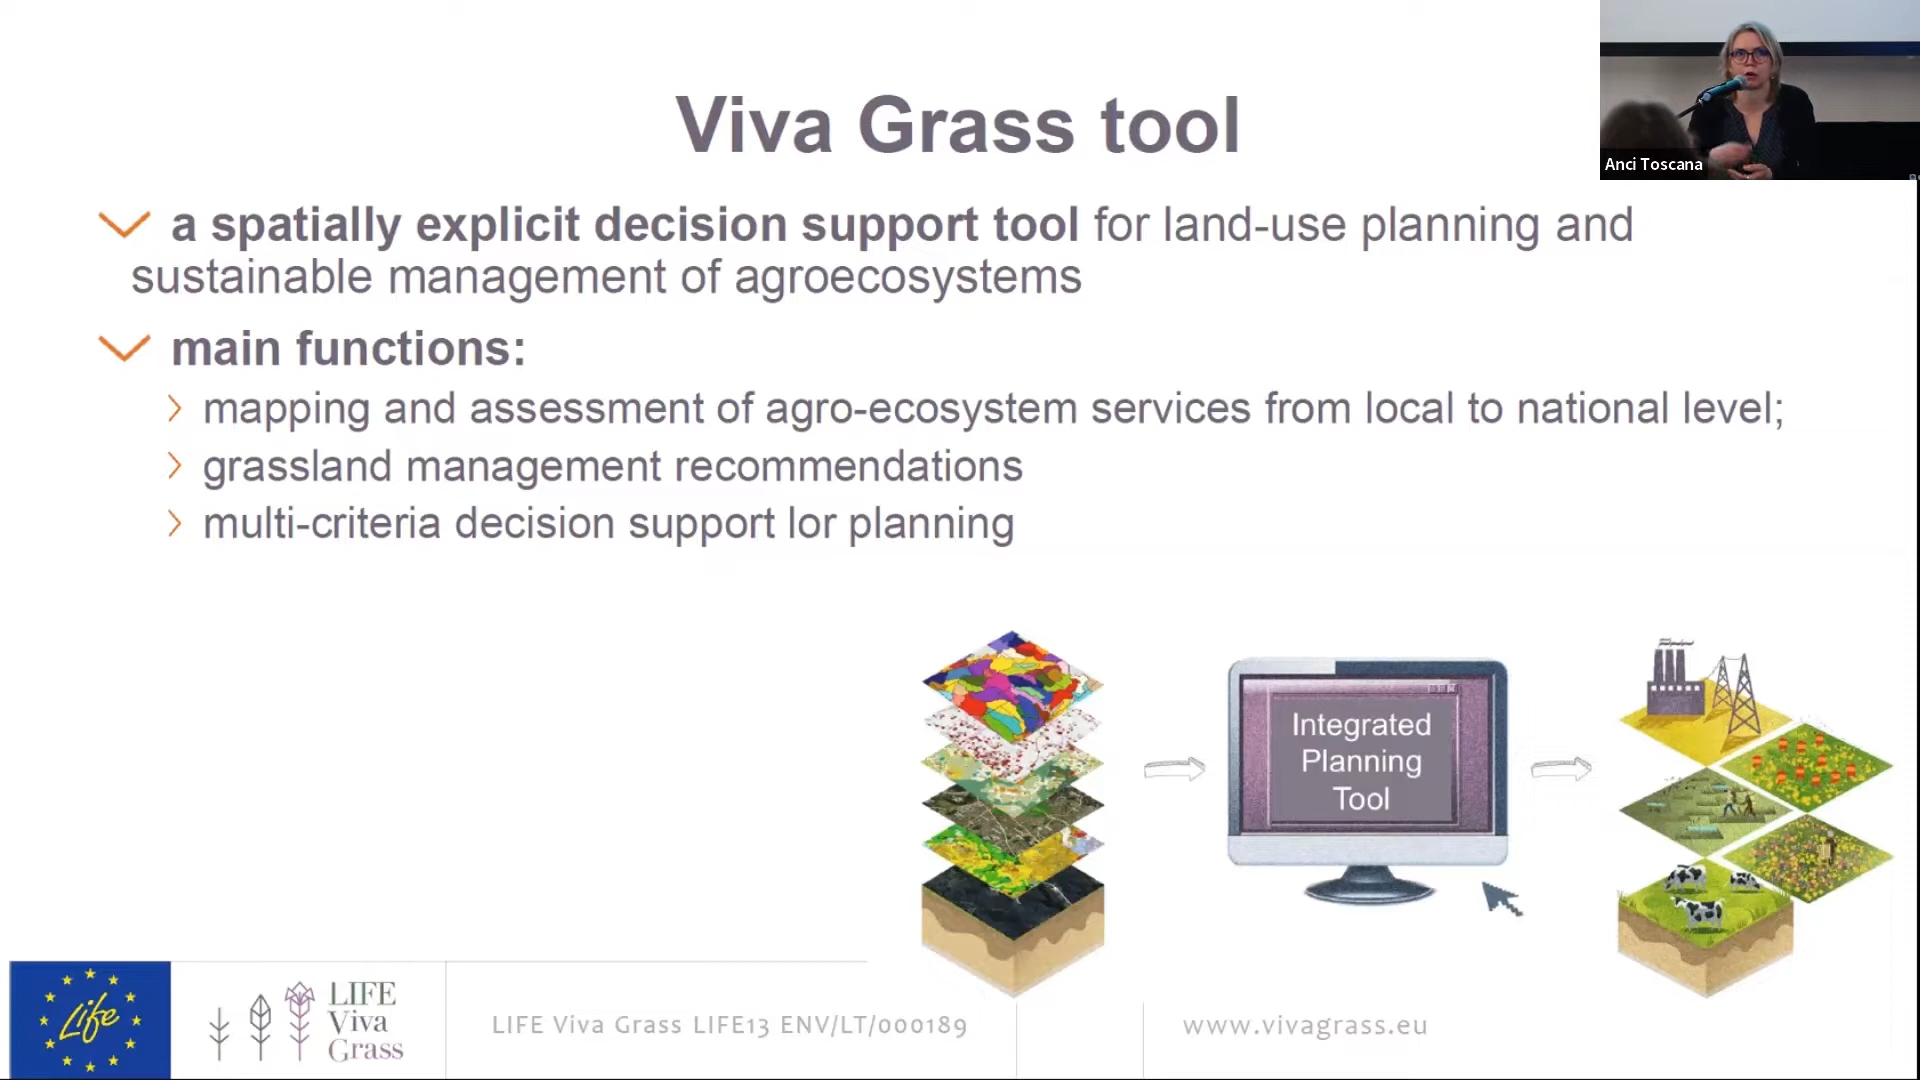 Viva Grass tool
Anci Toscana
a spatially explicit decision support tool for land-use planning and
sustainable management of agroecosystems
main functions:
mapping and assessment of agro-ecosystem services from local to national level;
grassland management recommendations
multi-criteria decision support lor planning
Integrated
Planning
Tool
Life
LIFE
Viva
Grass
LIFE Viva Grass LIFE13 ENV/LT/000189
www.vivagrass.eu